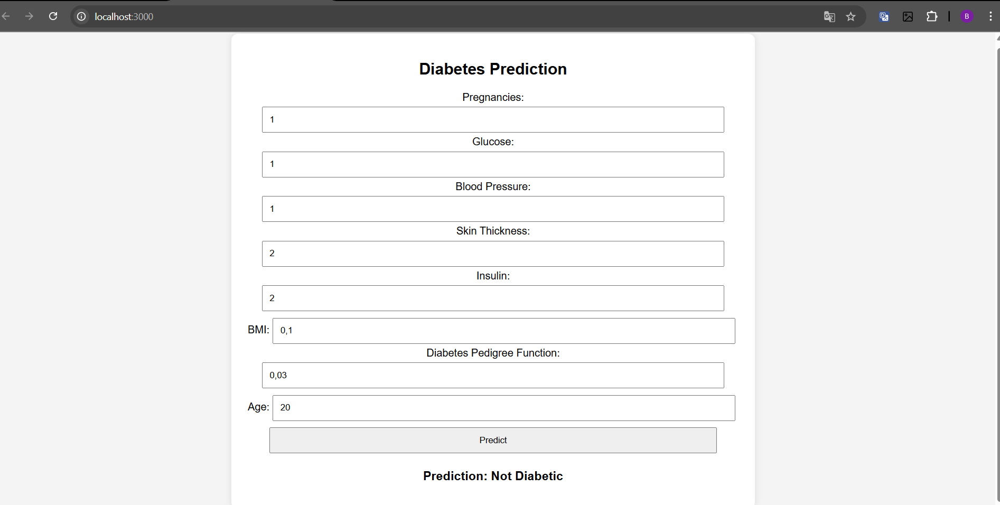 localhost:3000
B
Diabetes Prediction
Pregnancies:
1
Glucose:
1
Blood Pressure:
1
Skin Thickness:
2
Insulin:
2
BMI: 0,1
Diabetes Pedigree Function:
0,03
Age: 20
Predict
Prediction: Not Diabetic